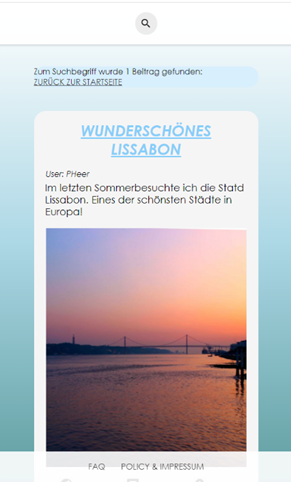 Zum Suchbegriff wurde 1 Beitrag gefunden:
ZURÜCK ZUR STARTSEITE
WUNDERSCHÖNES
LISSABON
User: PHeer
Im letzten Sommerbesuchte ich die Statd
Lissabon. Eines der schönsten Städte in
Europa!
FAQ POLICY & IMPRESSUM